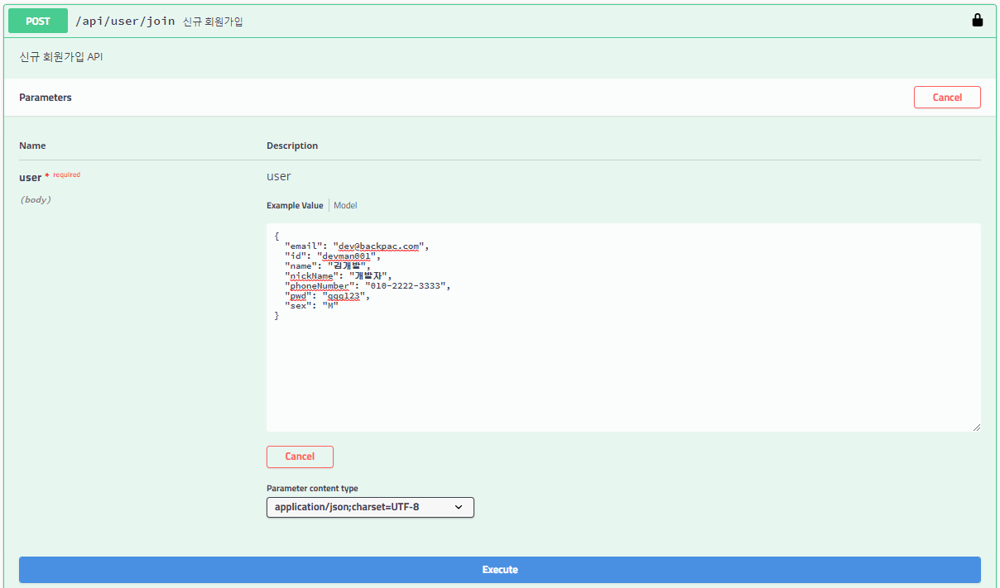 POST /api/user/join 신규 회원가입
신규 회원가입 API
Parameters Cancel
Name Description
user * required user
(body)
Example Value Model
{
"email": "dev@backpac.com",
"id": "devman001",
"name": "김개발",
"nickName": "개발자",
"phoneNumber": "010-2222-3333",
"pwd": "qqq123",
"sex": "M"
}
Cancel
Parameter content type
application/json;charset=UTF-8
Execute